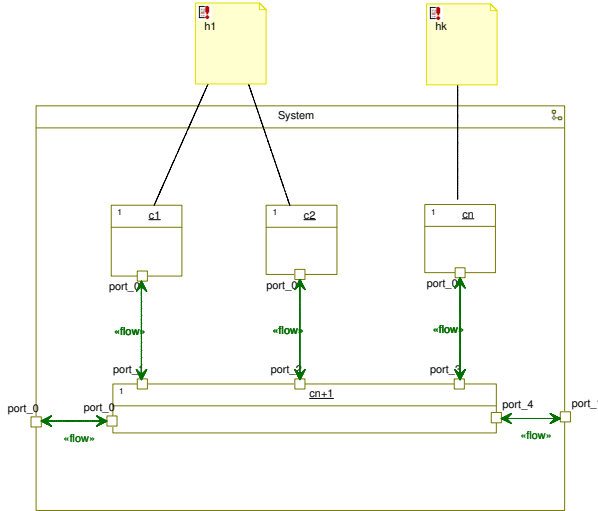 h1
hk
System
1 c1
1 c2
1 cn
port_0
port_0
port_0
«flow»
«flow»
«flow»
port_
port_
port_
1 cn+1
port_0
port_0
port_4
port_
«flow»
«flow»